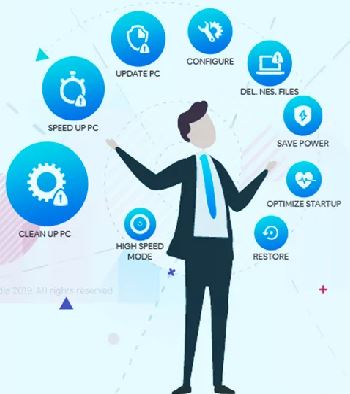 UPDATE PC
CONFIGURE
DEL. NES. FILES
SPEED UP PC
SAVE POWER
OPTIMIZE STARTUP
CLEAN UP PC
HIGH SPEED
MODE
RESTORE
2019. All rights reserved